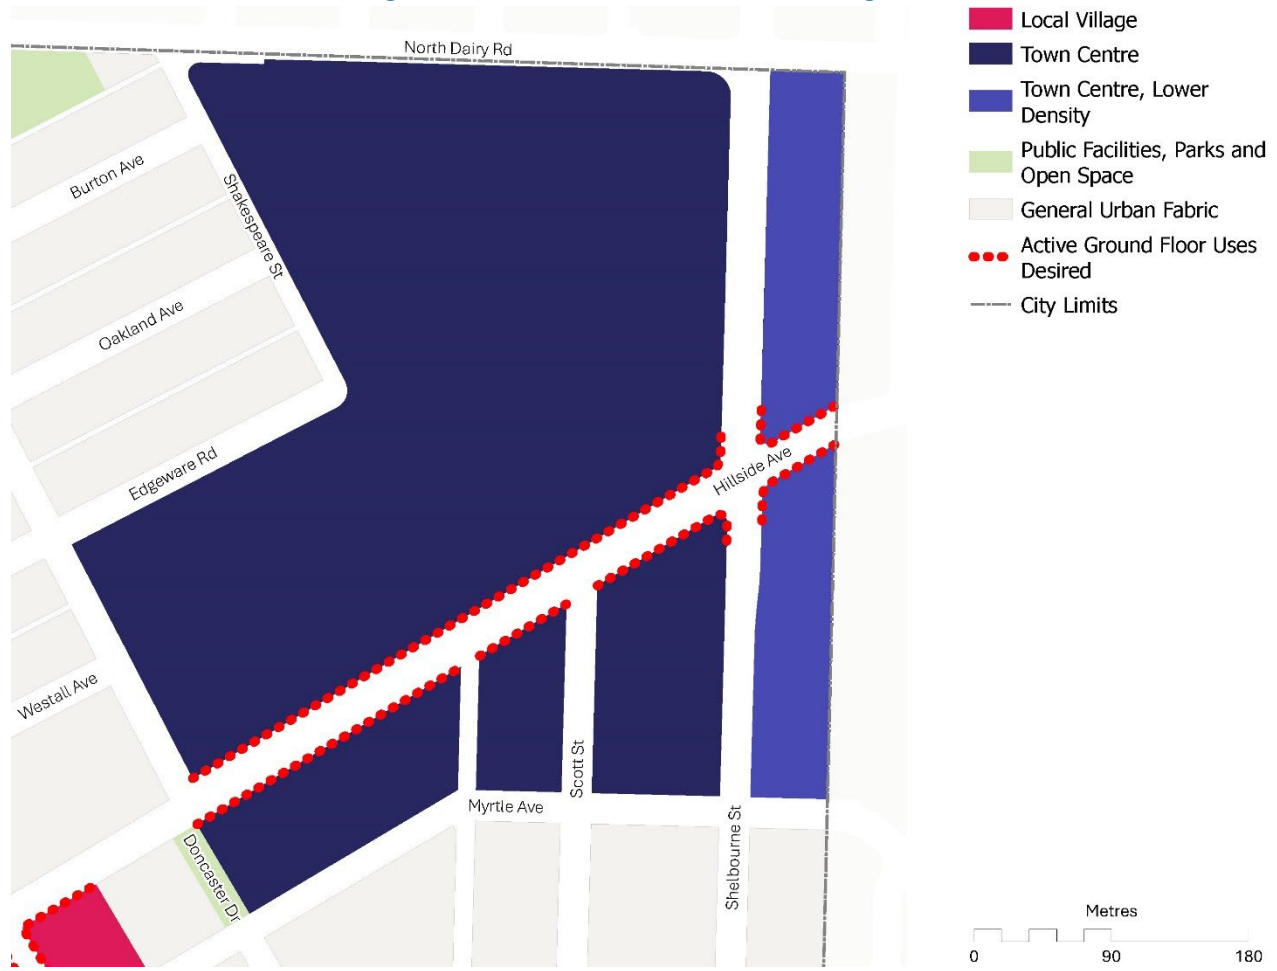 North Dairy Rd
Burton Ave
Shakespeare St
Oakland Ave
Edgeware Rd
Hillside Ave
Westall Ave
Scott St
Myrtle Ave
Shelbourne St
Doncaster Dr
Local Village
Town Centre
Town Centre, Lower
Density
Public Facilities, Parks and
Open Space
General Urban Fabric
Active Ground Floor Uses
Desired
City Limits
Metres
0 90 180